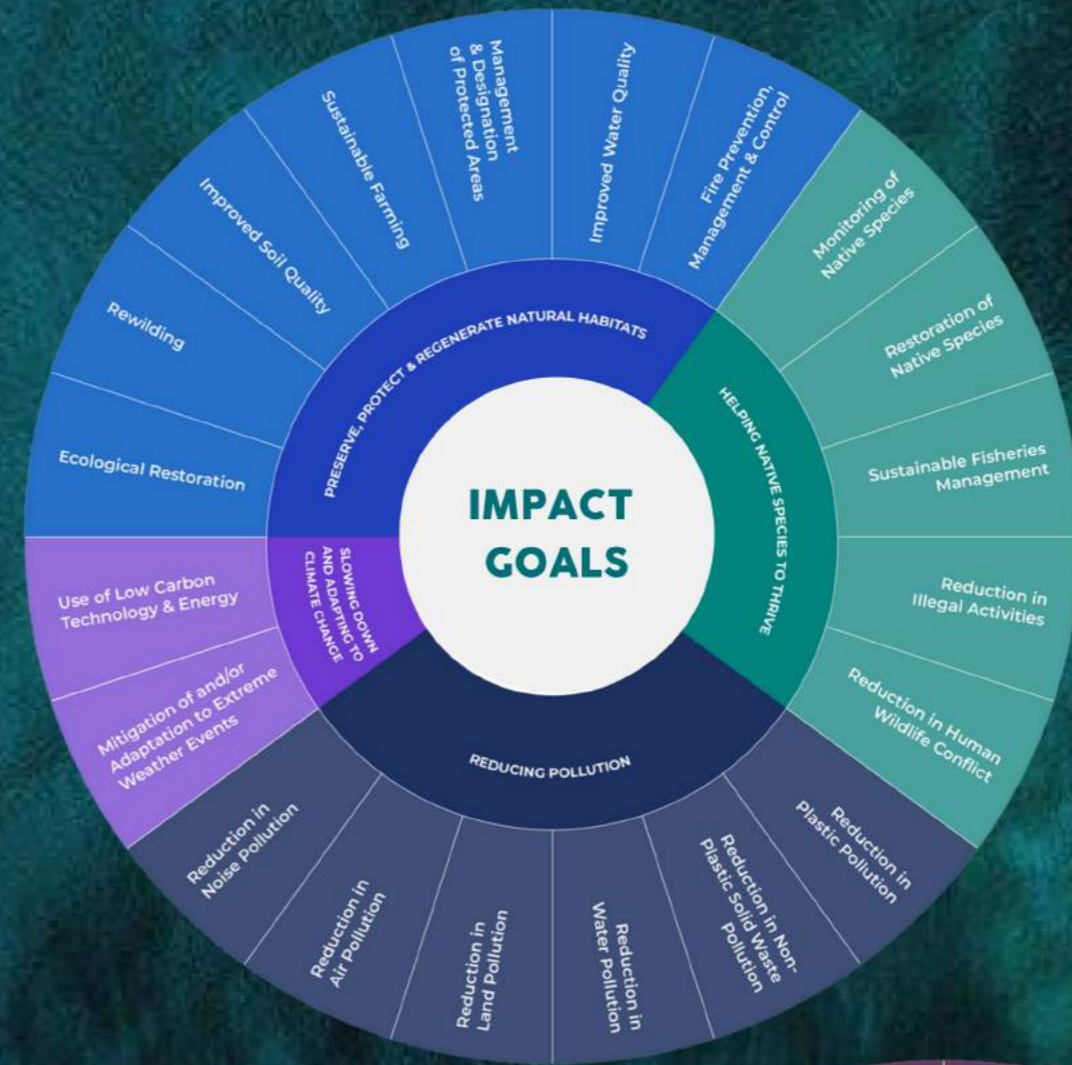 IMPACT
GOALS
PRESERVE, PROTECT & REGENERATE NATURAL HABITATS
Ecological Restoration
Rewilding
Improved Soil Quality
Sustainable Farming
Management
& Designation
of Protected Areas
Improved Water Quality
Fire Prevention,
Management & Control
HELPING NATIVE SPECIES TO THRIVE
Monitoring of
Native Species
Restoration of
Native Species
Sustainable Fisheries
Management
Reduction in
Illegal Activities
Reduction in Human
Wildlife Conflict
REDUCING POLLUTION
Reduction in
Plastic Pollution
Reduction in Non-
Plastic Solid Waste
Pollution
Reduction in
Water Pollution
Reduction in
Land Pollution
Reduction in
Air Pollution
Reduction in
Noise Pollution
SLOWING DOWN
AND ADAPTING TO
CLIMATE CHANGE
Mitigation of and/or
Adaptation to Extreme
Weather Events
Use of Low Carbon
Technology & Energy